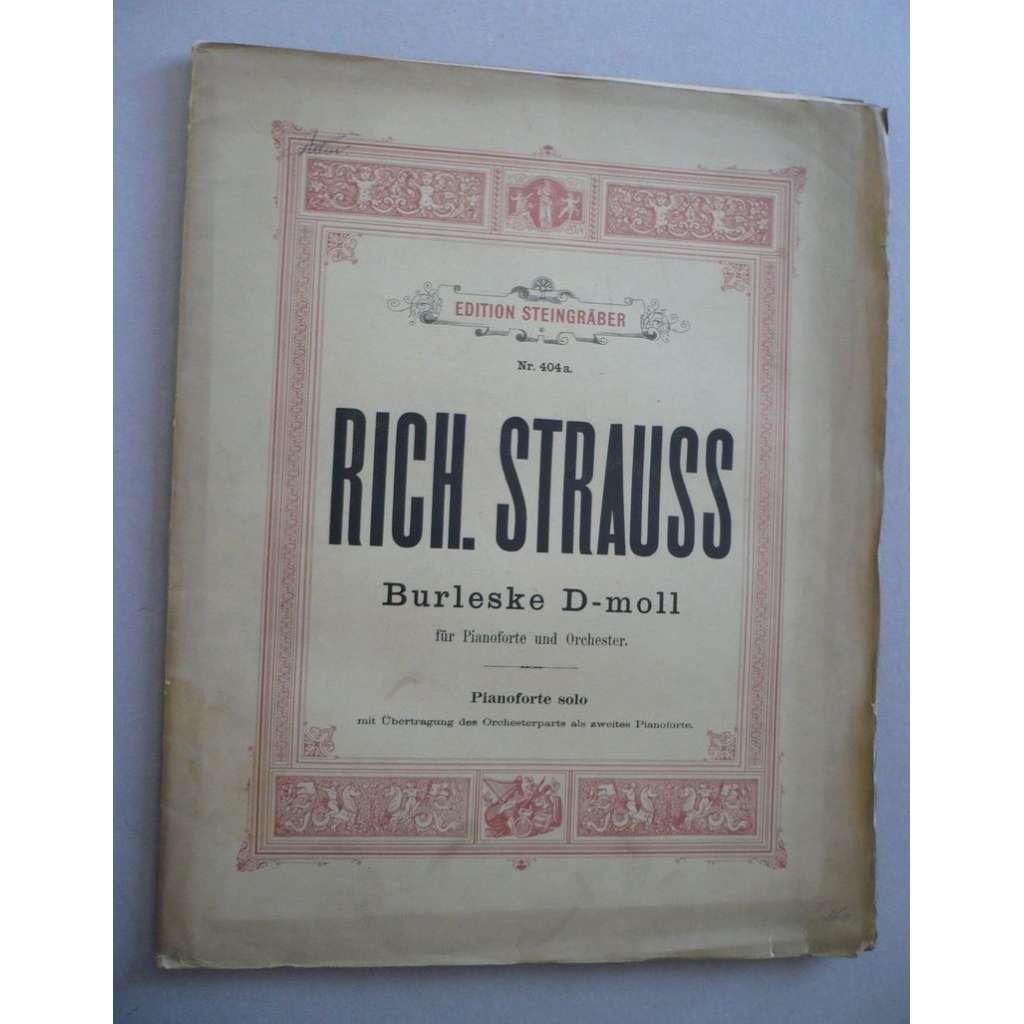 EDITION STEINGRÄBER
Nr. 404 a.
RICH. STRAUSS
Burleske D-moll
für Pianoforte und Orchester.
Pianoforte solo
mit Übertragung des Orchesterparts als zweites Pianoforte.